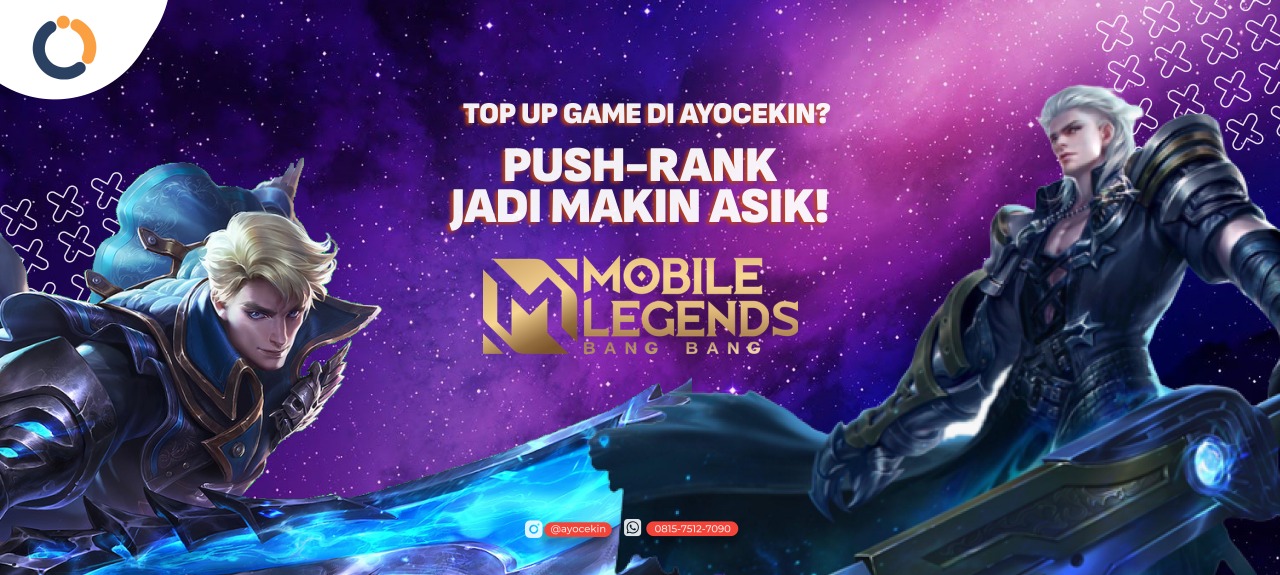 TOP UP GAME DI AYOCEKIN?
PUSH-RANK
JADI MAKIN ASIK!
MOBILE
LEGENDS
BANG BANG
@ayocekin
0815-7512-7090